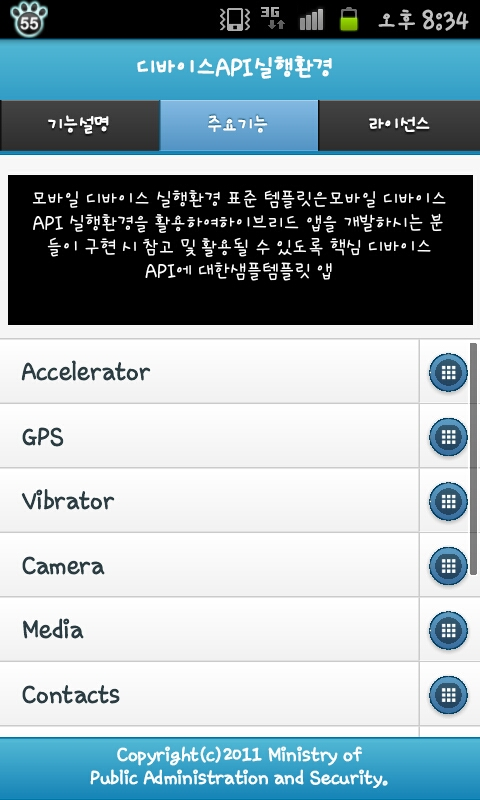 55 3G 오후 8:34
디바이스API실행환경
기능설명 주요기능 라이선스
모바일 디바이스 실행환경 표준 템플릿은모바일 디바이스
API 실행환경을 활용하여하이브리드 앱을 개발하시는 분
들이 구현 시 참고 및 활용될 수 있도록 핵심 디바이스
API에 대한샘플템플릿 앱
Accelerator
GPS
Vibrator
Camera
Media
Contacts
Copyright(c)2011 Ministry of
Public Administration and Security.